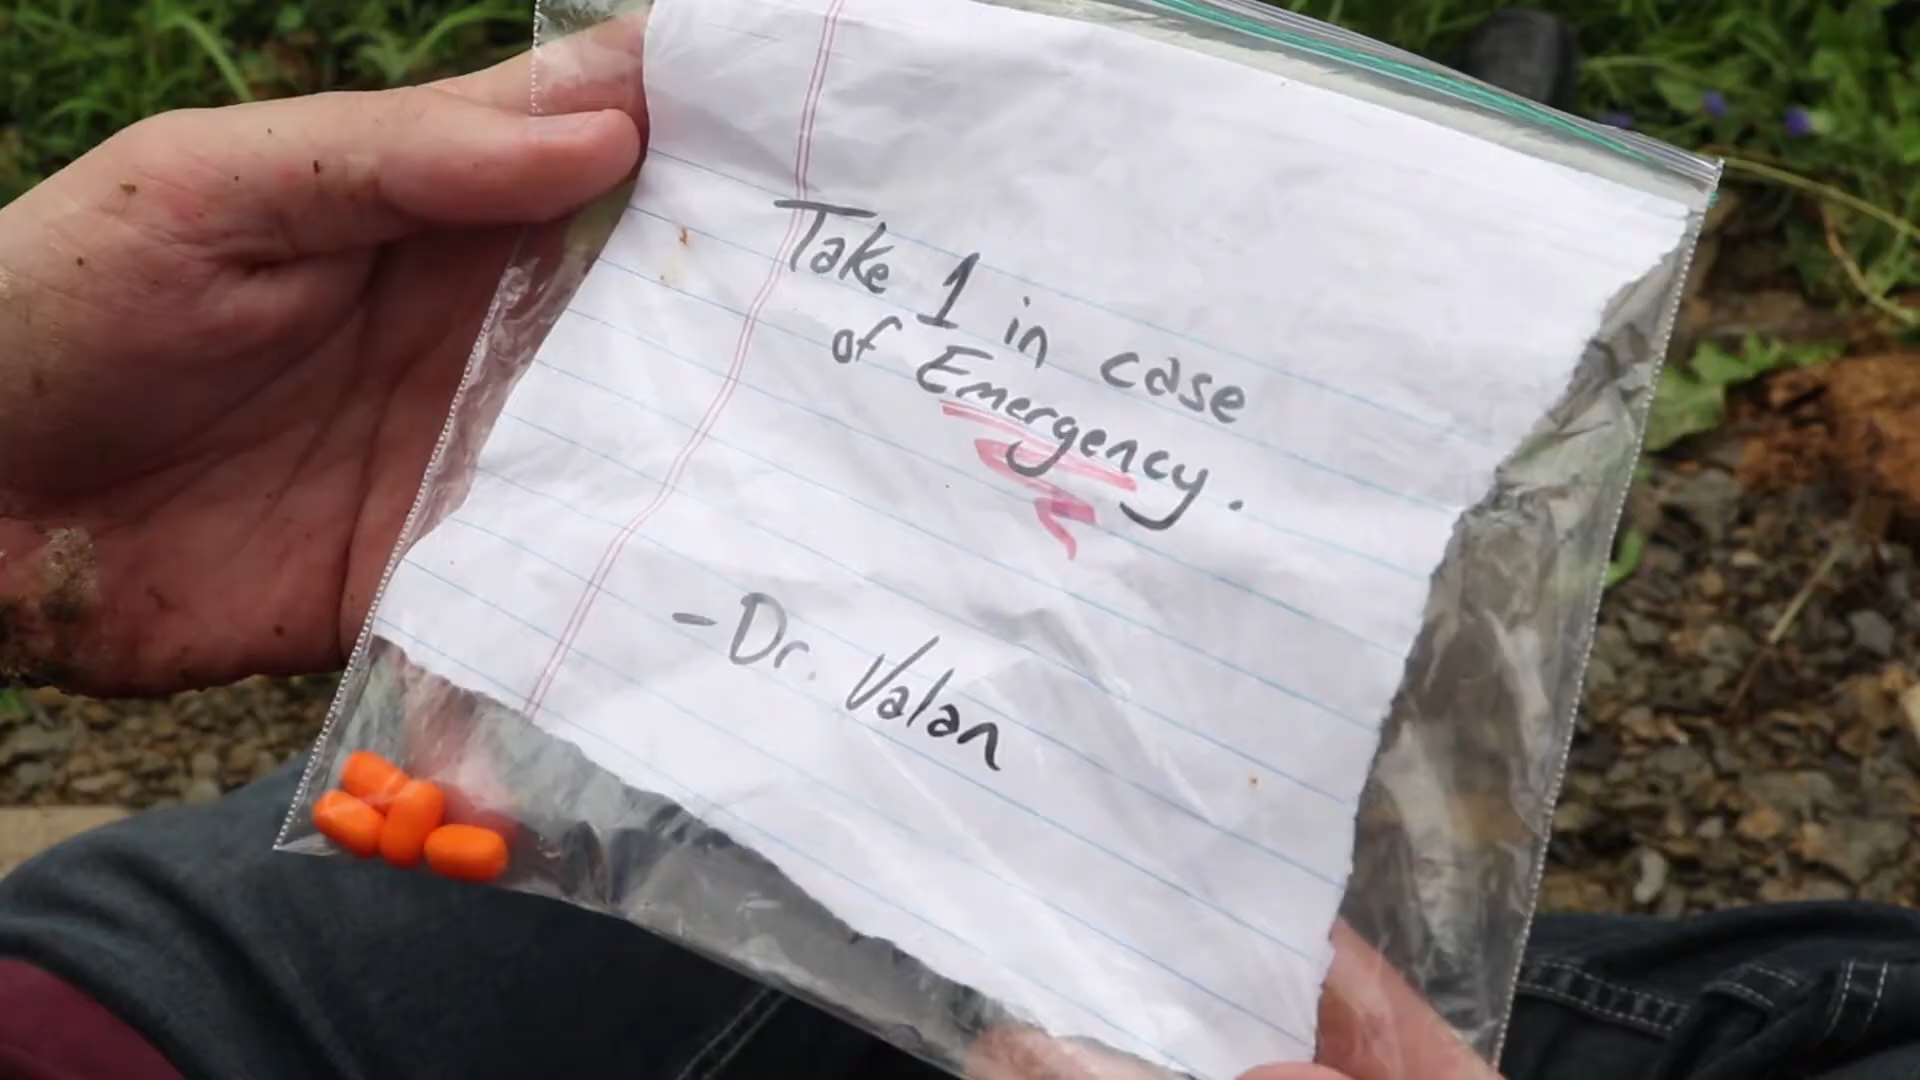 Take 1 in case
of Emergency.
-Dr. Valan